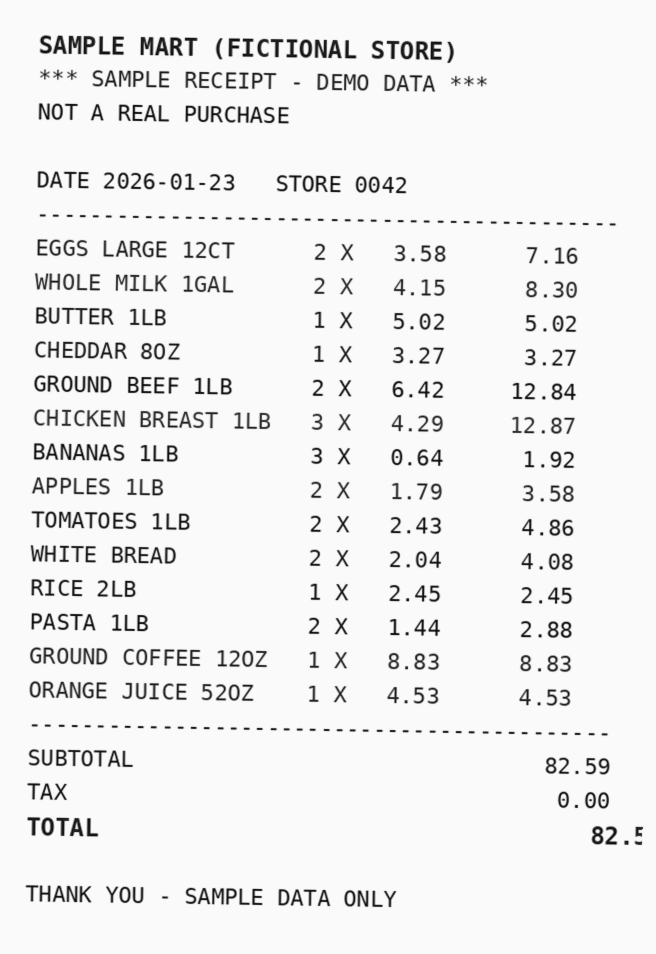 SAMPLE MART (FICTIONAL STORE)
*** SAMPLE RECEIPT - DEMO DATA ***
NOT A REAL PURCHASE
DATE 2026-01-23 STORE 0042
--------------------------------------------
EGGS LARGE 12CT 2 X 3.58 7.16
WHOLE MILK 1GAL 2 X 4.15 8.30
BUTTER 1LB 1 X 5.02 5.02
CHEDDAR 8OZ 1 X 3.27 3.27
GROUND BEEF 1LB 2 X 6.42 12.84
CHICKEN BREAST 1LB 3 X 4.29 12.87
BANANAS 1LB 3 X 0.64 1.92
APPLES 1LB 2 X 1.79 3.58
TOMATOES 1LB 2 X 2.43 4.86
WHITE BREAD 2 X 2.04 4.08
RICE 2LB 1 X 2.45 2.45
PASTA 1LB 2 X 1.44 2.88
GROUND COFFEE 12OZ 1 X 8.83 8.83
ORANGE JUICE 52OZ 1 X 4.53 4.53
--------------------------------------------
SUBTOTAL 82.59
TAX 0.00
TOTAL
THANK YOU - SAMPLE DATA ONLY